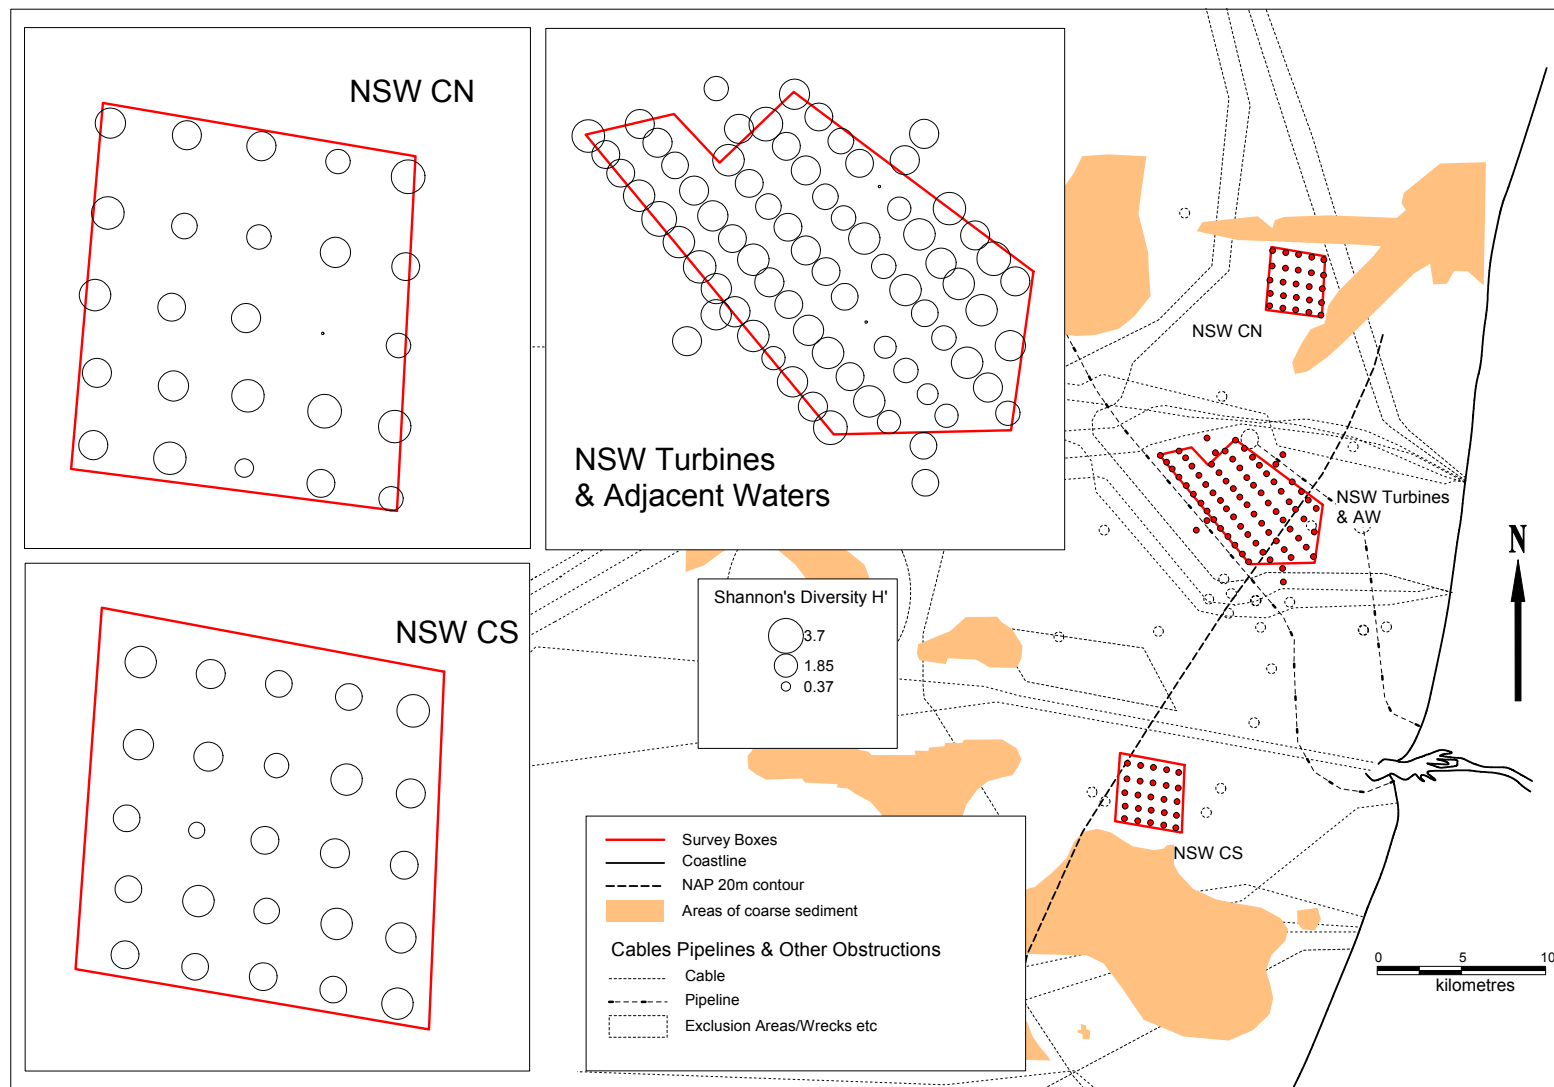 NSW CN
NSW Turbines
& Adjacent Waters
NSW CS
Shannon's Diversity H'
3.7
1.85
0.37
Survey Boxes
Coastline
NAP 20m contour
Areas of coarse sediment
Cables Pipelines & Other Obstructions
Cable
Pipeline
Exclusion Areas/Wrecks etc
NSW CN
NSW Turbines
& AW
NSW CS
N
0 5 10
kilometres